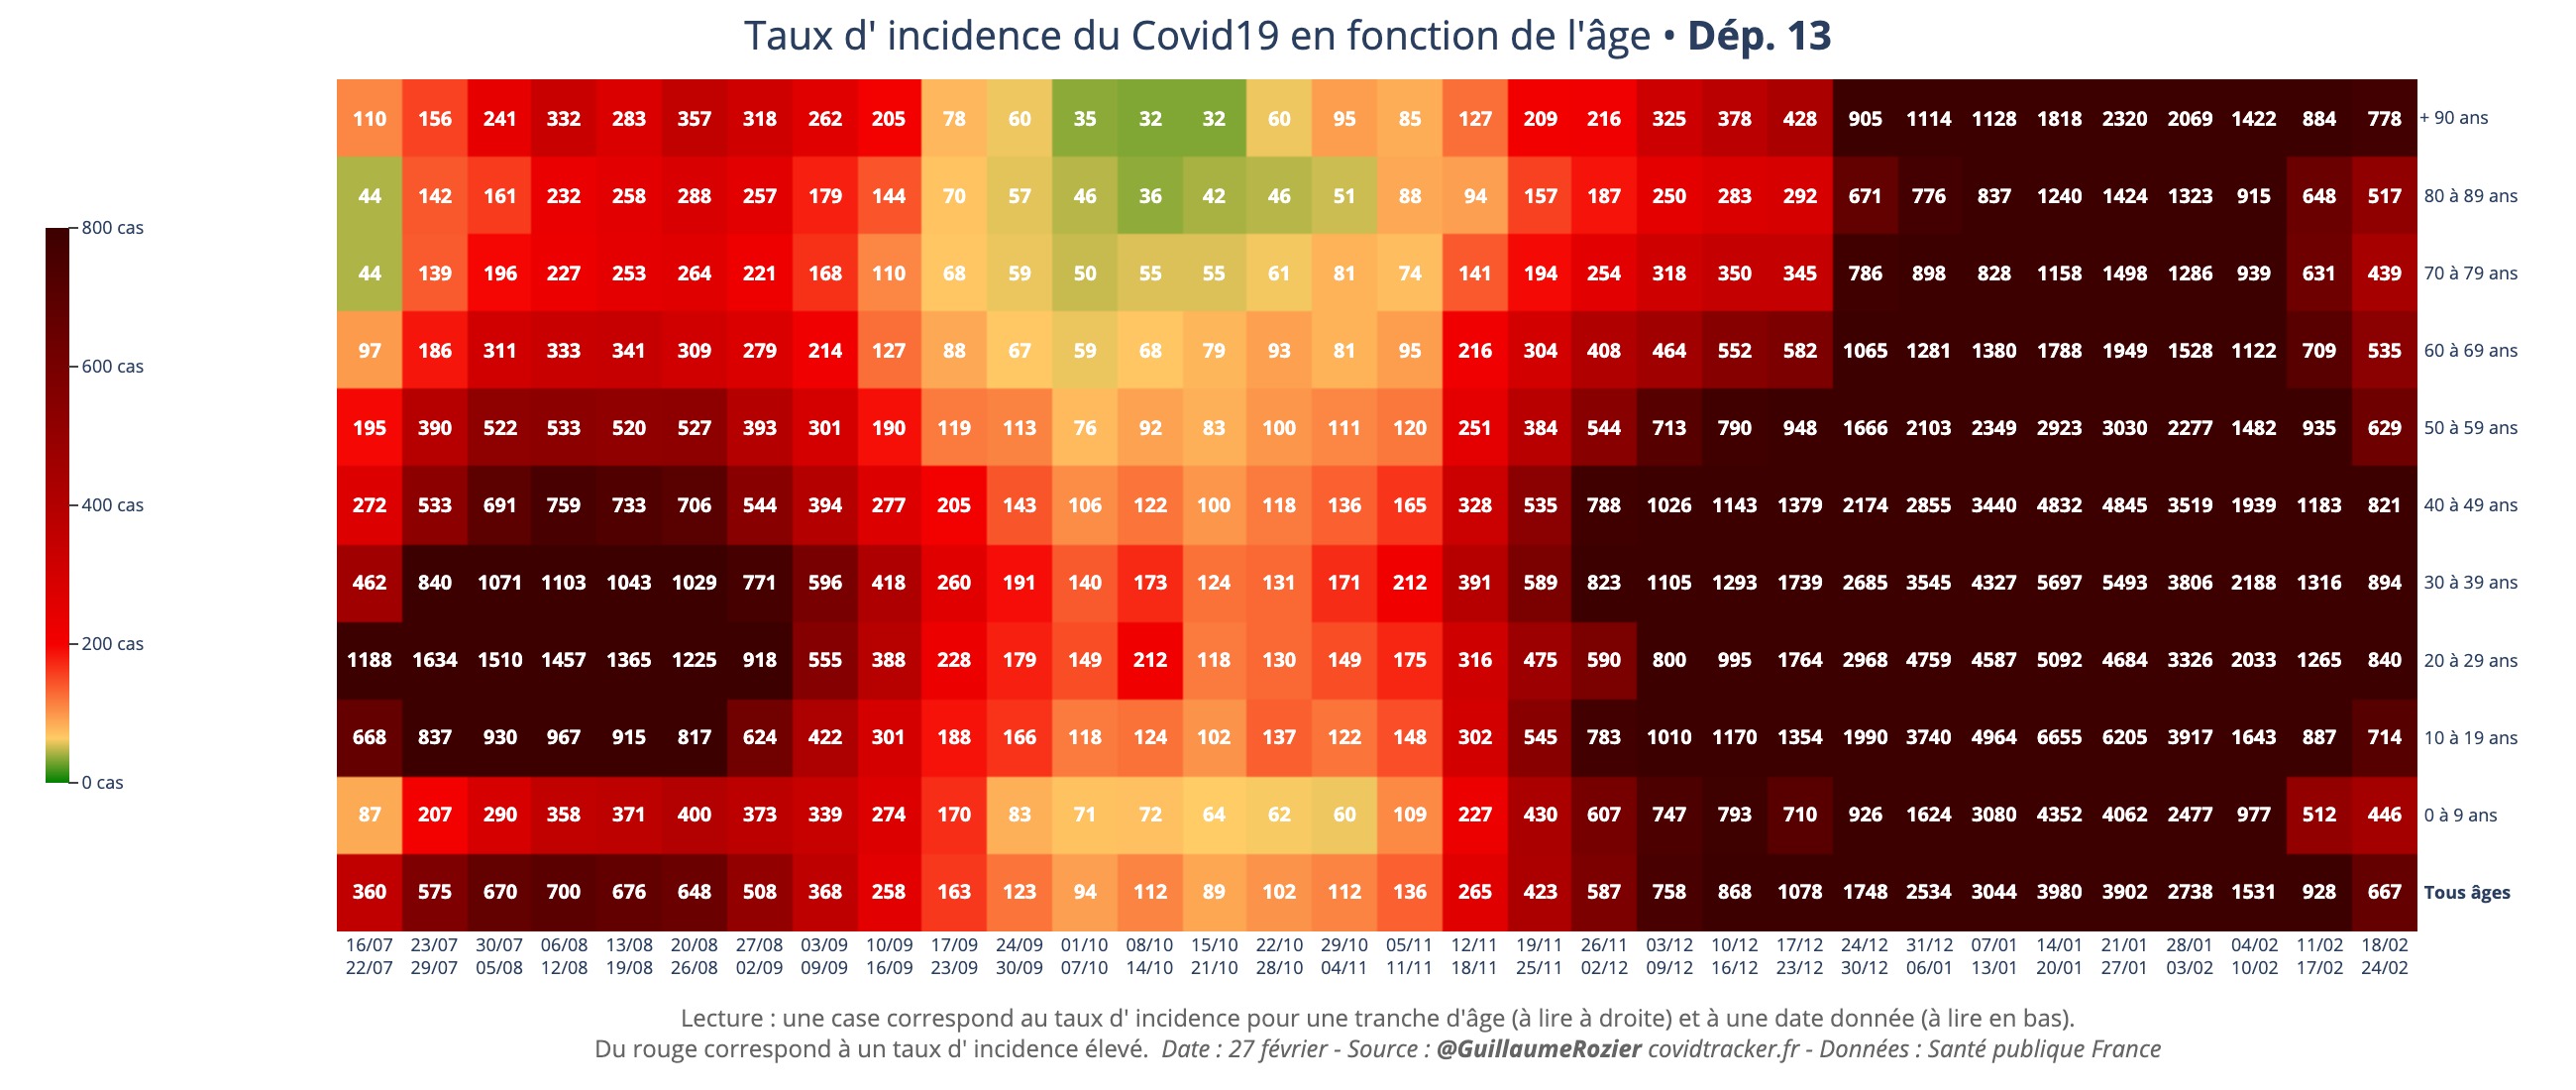 Taux d' incidence du Covid19 en fonction de l'âge • Dép. 13
800 cas
600 cas
400 cas
200 cas
0 cas
110 156 241 332 283 357 318 262 205 78 60 35 32 32 60 95 85 127 209 216 325 378 428 905 1114 1128 1818 2320 2069 1422 884 778 + 90 ans
44 142 161 232 258 288 257 179 144 70 57 46 36 42 46 51 88 94 157 187 250 283 292 671 776 837 1240 1424 1323 915 648 517 80 à 89 ans
44 139 196 227 253 264 221 168 110 68 59 50 55 55 61 81 74 141 194 254 318 350 345 786 898 828 1158 1498 1286 939 631 439 70 à 79 ans
97 186 311 333 341 309 279 214 127 88 67 59 68 79 93 81 95 216 304 408 464 552 582 1065 1281 1380 1788 1949 1528 1122 709 535 60 à 69 ans
195 390 522 533 520 527 393 301 190 119 113 76 92 83 100 111 120 251 384 544 713 790 948 1666 2103 2349 2923 3030 2277 1482 935 629 50 à 59 ans
272 533 691 759 733 706 544 394 277 205 143 106 122 100 118 136 165 328 535 788 1026 1143 1379 2174 2855 3440 4832 4845 3519 1939 1183 821 40 à 49 ans
462 840 1071 1103 1043 1029 771 596 418 260 191 140 173 124 131 171 212 391 589 823 1105 1293 1739 2685 3545 4327 5697 5493 3806 2188 1316 894 30 à 39 ans
1188 1634 1510 1457 1365 1225 918 555 388 228 179 149 212 118 130 149 175 316 475 590 800 995 1764 2968 4759 4587 5092 4684 3326 2033 1265 840 20 à 29 ans
668 837 930 967 915 817 624 422 301 188 166 118 124 102 137 122 148 302 545 783 1010 1170 1354 1990 3740 4964 6655 6205 3917 1643 887 714 10 à 19 ans
87 207 290 358 371 400 373 339 274 170 83 71 72 64 62 60 109 227 430 607 747 793 710 926 1624 3080 4352 4062 2477 977 512 446 0 à 9 ans
360 575 670 700 676 648 508 368 258 163 123 94 112 89 102 112 136 265 423 587 758 868 1078 1748 2534 3044 3980 3902 2738 1531 928 667 Tous âges
16/07 23/07 30/07 06/08 13/08 20/08 27/08 03/09 10/09 17/09 24/09 01/10 08/10 15/10 22/10 29/10 05/11 12/11 19/11 26/11 03/12 10/12 17/12 24/12 31/12 07/01 14/01 21/01 28/01 04/02 11/02 18/02
22/07 29/07 05/08 12/08 19/08 26/08 02/09 09/09 16/09 23/09 30/09 07/10 14/10 21/10 28/10 04/11 11/11 18/11 25/11 02/12 09/12 16/12 23/12 30/12 06/01 13/01 20/01 27/01 03/02 10/02 17/02 24/02
Lecture : une case correspond au taux d' incidence pour une tranche d'âge (à lire à droite) et à une date donnée (à lire en bas).
Du rouge correspond à un taux d' incidence élevé. Date : 27 février - Source : @GuillaumeRozier covidtracker.fr - Données : Santé publique France